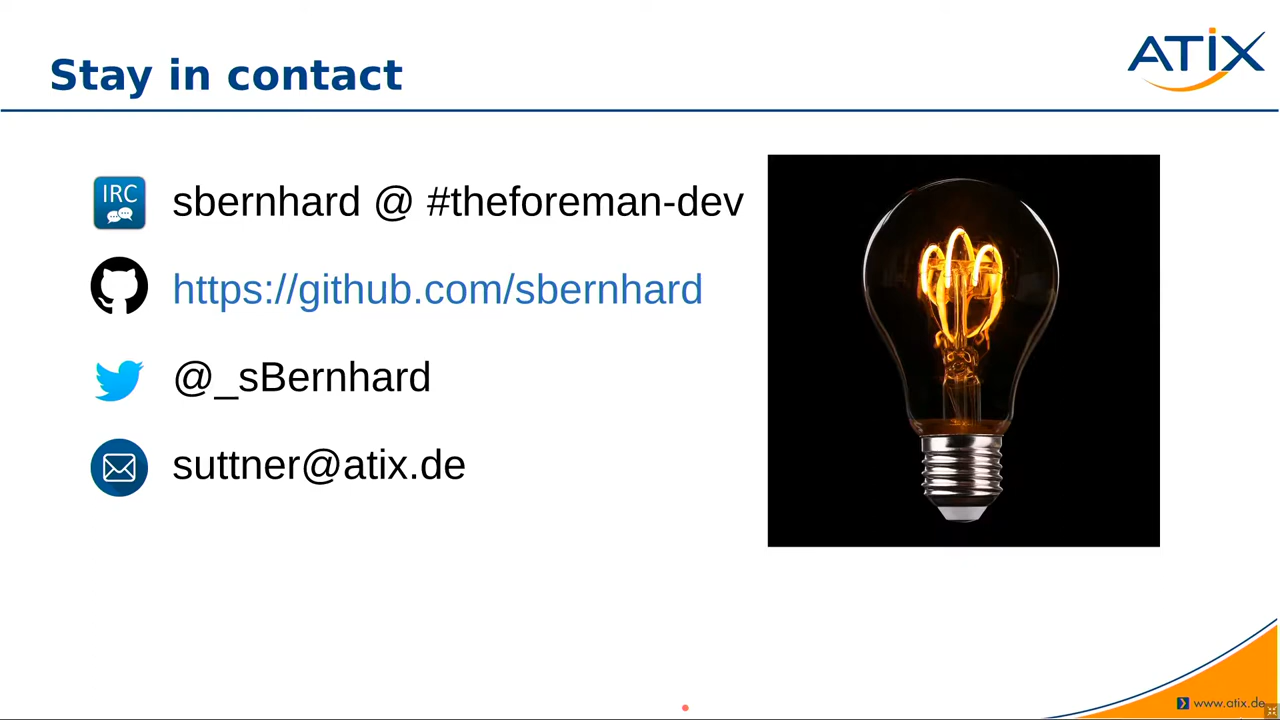 Stay in contact
ATiX
IRC
sbernhard @ #theforeman-dev
https://github.com/sbernhard
@_sBernhard
suttner@atix.de
www.atix.de